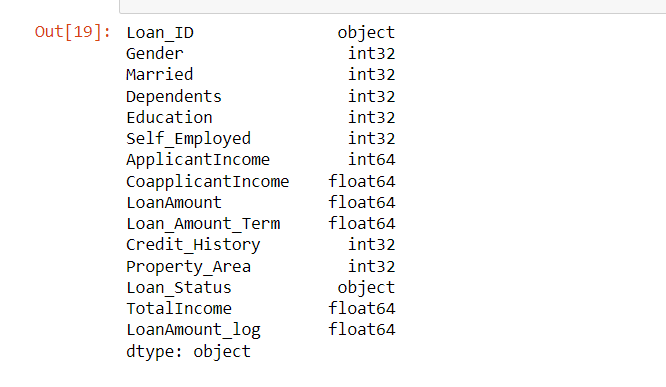 Out[19]: Loan_ID object
Gender int32
Married int32
Dependents int32
Education int32
Self_Employed int32
ApplicantIncome int64
CoapplicantIncome float64
LoanAmount float64
Loan_Amount_Term float64
Credit_History int32
Property_Area int32
Loan_Status object
TotalIncome float64
LoanAmount_log float64
dtype: object